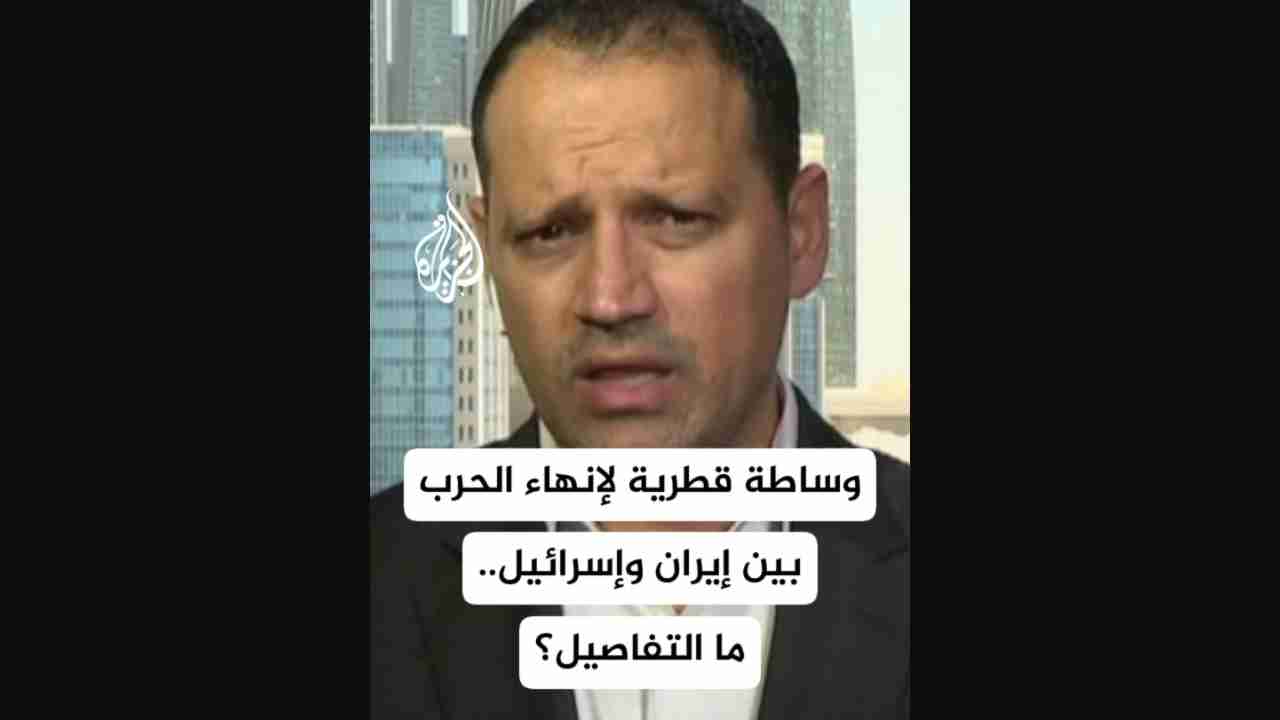 الجزيرة
وساطة قطرية لإنهاء الحرب
بين إيران وإسرائيل..
ما التفاصيل؟